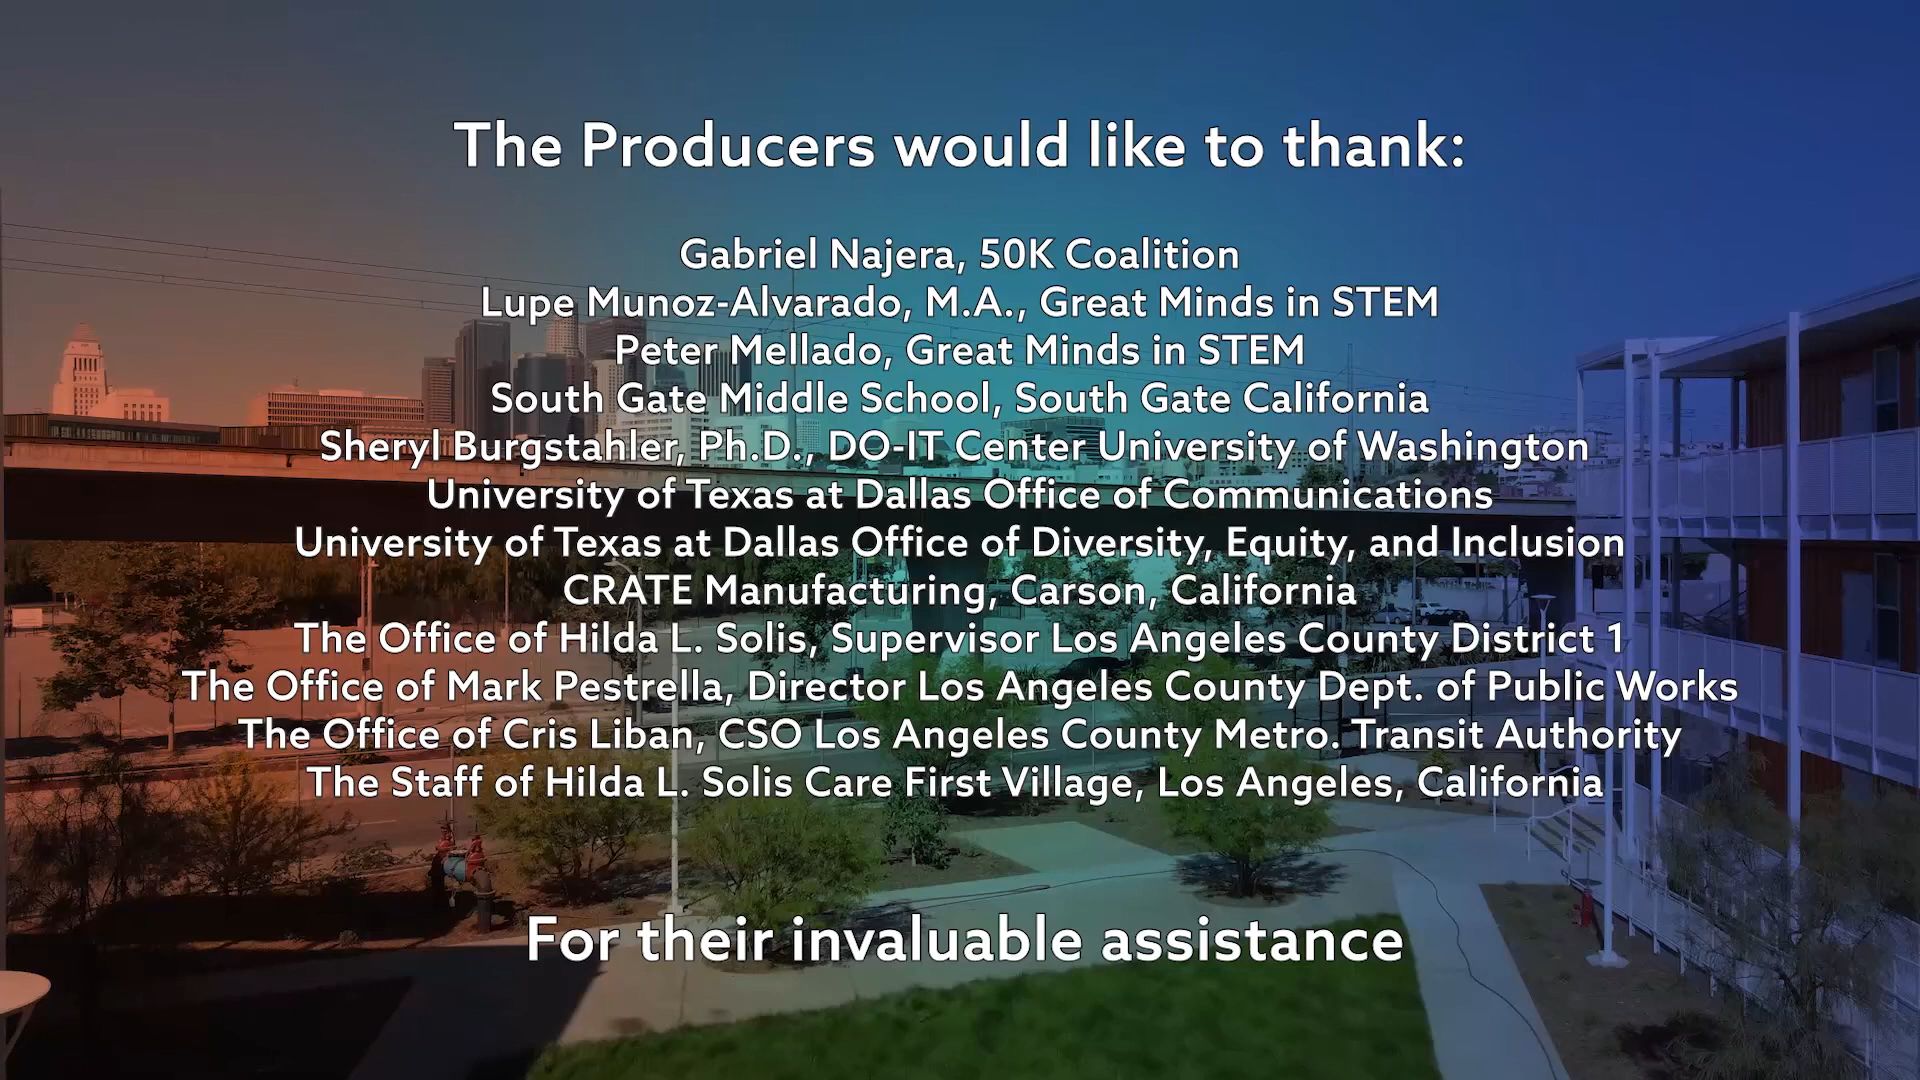 The Producers would like to thank:
Gabriel Najera, 50K Coalition
Lupe Munoz-Alvarado, M.A., Great Minds in STEM
Peter Mellado, Great Minds in STEM
South Gate Middle School, South Gate California
Sheryl Burgstahler, Ph.D., DO-IT Center University of Washington
University of Texas at Dallas Office of Communications
University of Texas at Dallas Office of Diversity, Equity, and Inclusion
CRATE Manufacturing, Carson, California
The Office of Hilda L. Solis, Supervisor Los Angeles County District 1
The Office of Mark Pestrella, Director Los Angeles County Dept. of Public Works
The Office of Cris Liban, CSO Los Angeles County Metro. Transit Authority
The Staff of Hilda L. Solis Care First Village, Los Angeles, California
For their invaluable assistance